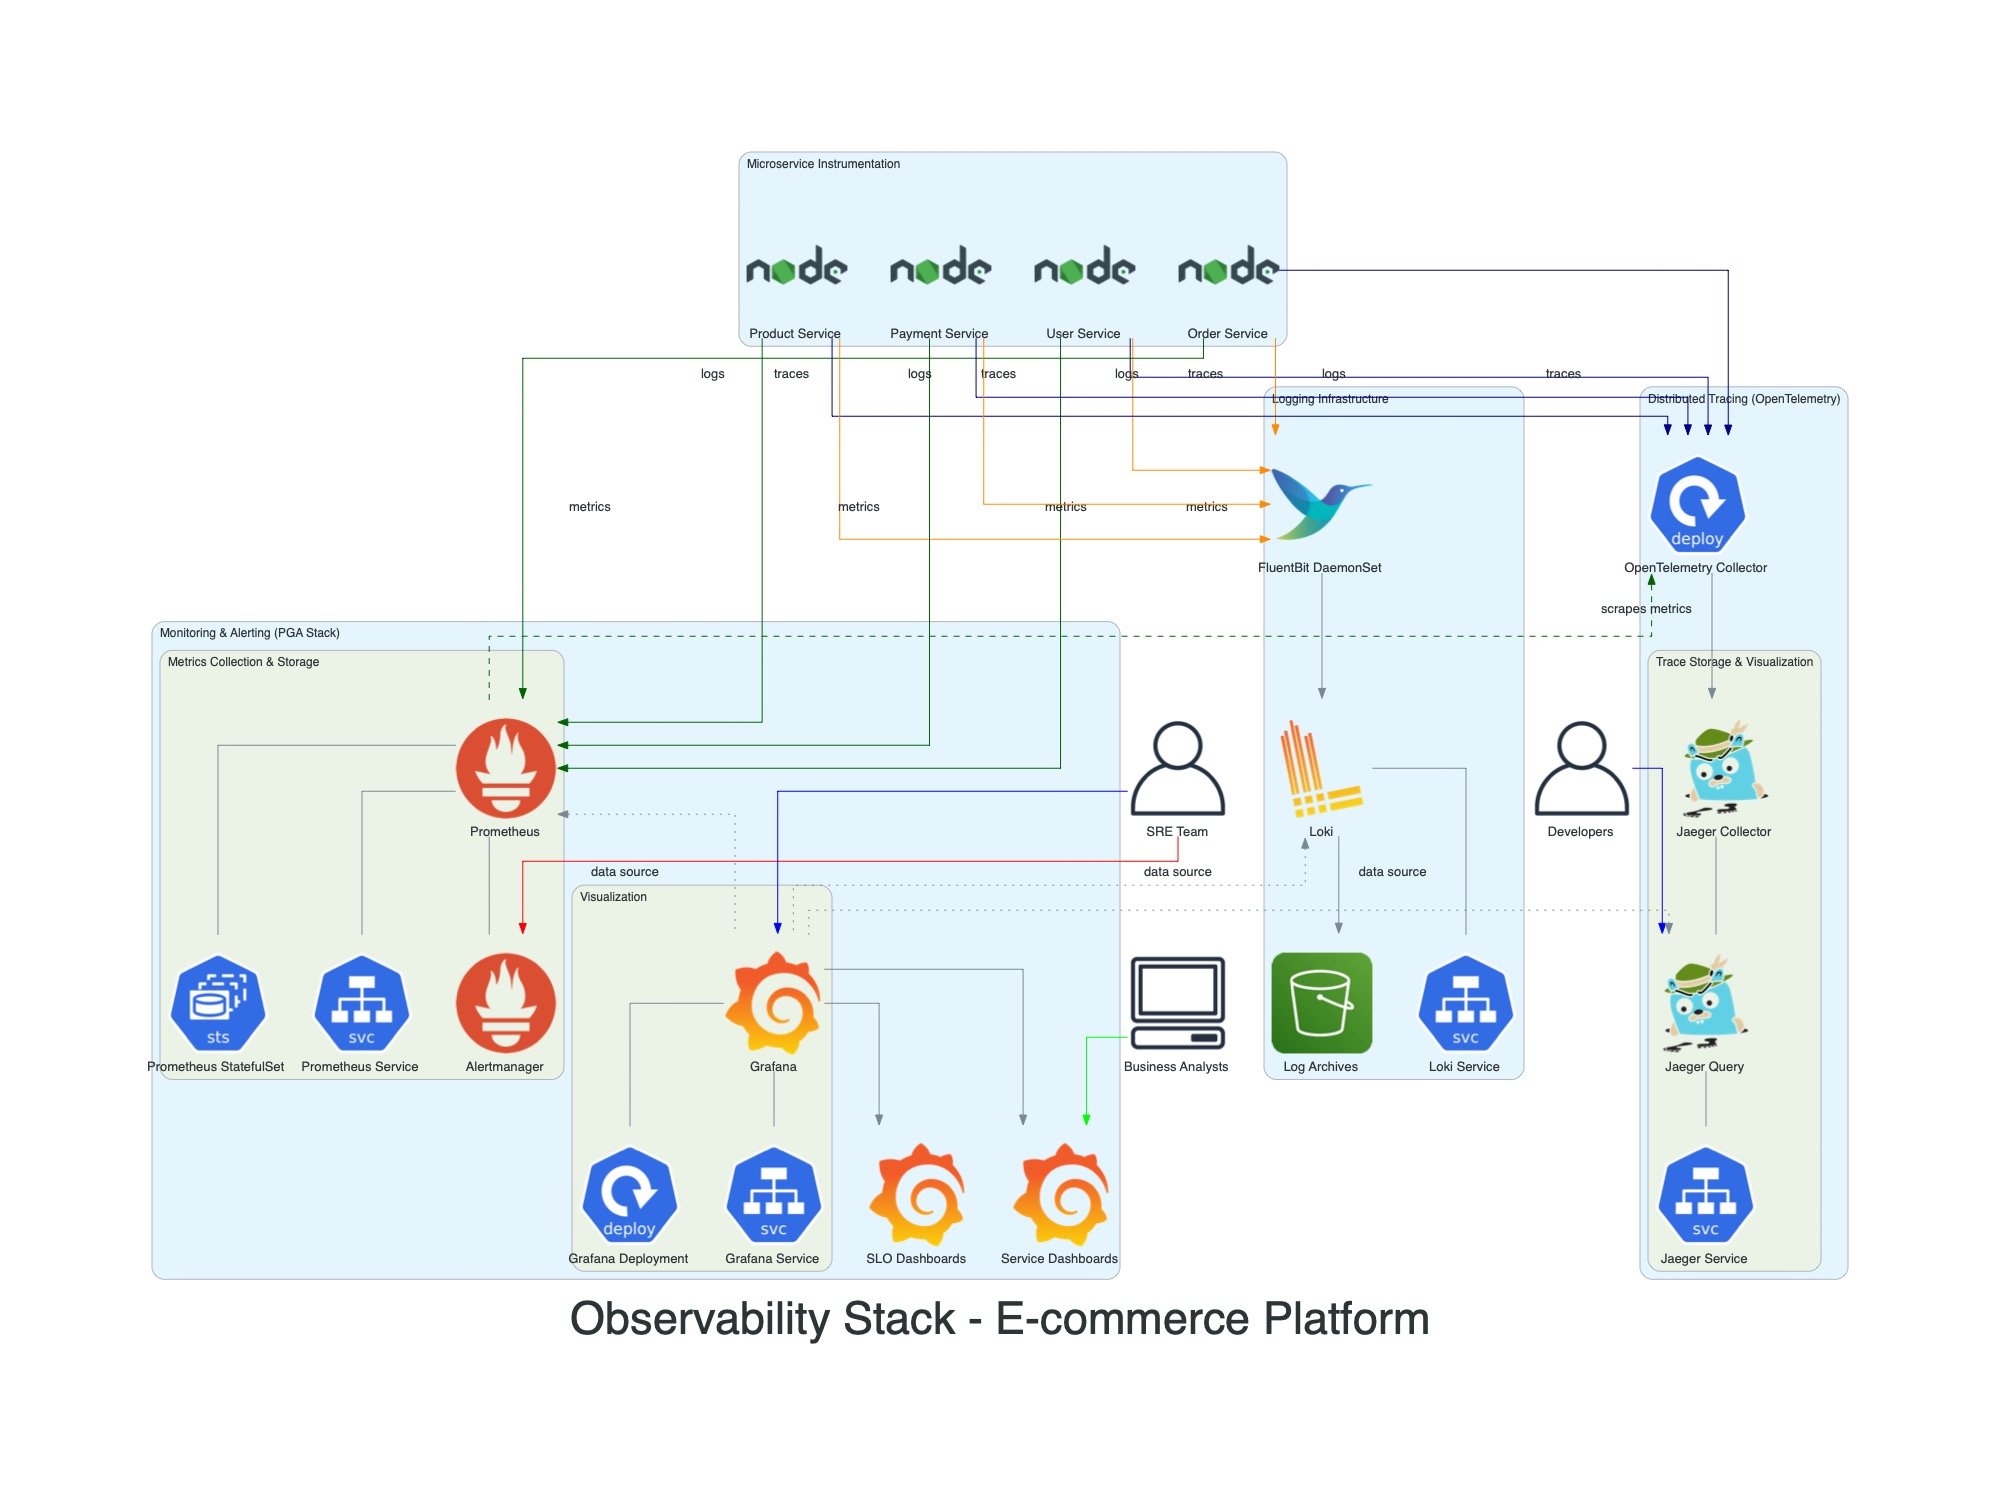 Microservice Instrumentation
node
node
node
node
Product Service
Payment Service
User Service
Order Service
logs
traces
logs
traces
logs
traces
logs
traces
Logging Infrastructure
Distributed Tracing (OpenTelemetry)
metrics
metrics
metrics
metrics
deploy
FluentBit DaemonSet
OpenTelemetry Collector
scrapes metrics
Monitoring & Alerting (PGA Stack)
Metrics Collection & Storage
Trace Storage & Visualization
Prometheus
SRE Team
Loki
Developers
Jaeger Collector
data source
data source
data source
Visualization
sts
svc
svc
Prometheus StatefulSet
Prometheus Service
Alertmanager
Grafana
Business Analysts
Log Archives
Loki Service
Jaeger Query
deploy
svc
svc
Grafana Deployment
Grafana Service
SLO Dashboards
Service Dashboards
Jaeger Service
Observability Stack - E-commerce Platform